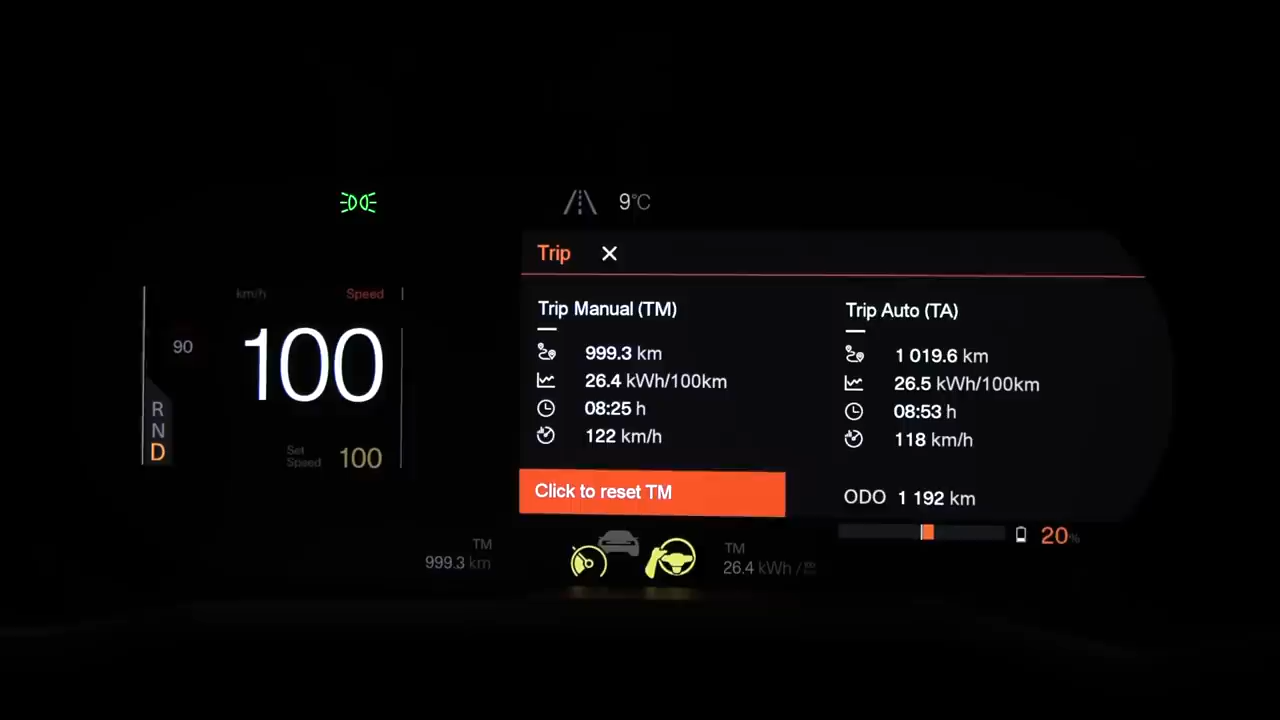 9°C
Trip
km/h Speed
Trip Manual (TM)
Trip Auto (TA)
100
90
999.3 km
1 019.6 km
26.4 kWh/100km
26.5 kWh/100km
08:25 h
08:53 h
122 km/h
118 km/h
R
N
D
Set
Speed 100
Click to reset TM
ODO 1 192 km
20%
TM
999.3 km
TM
26.4 kWh /